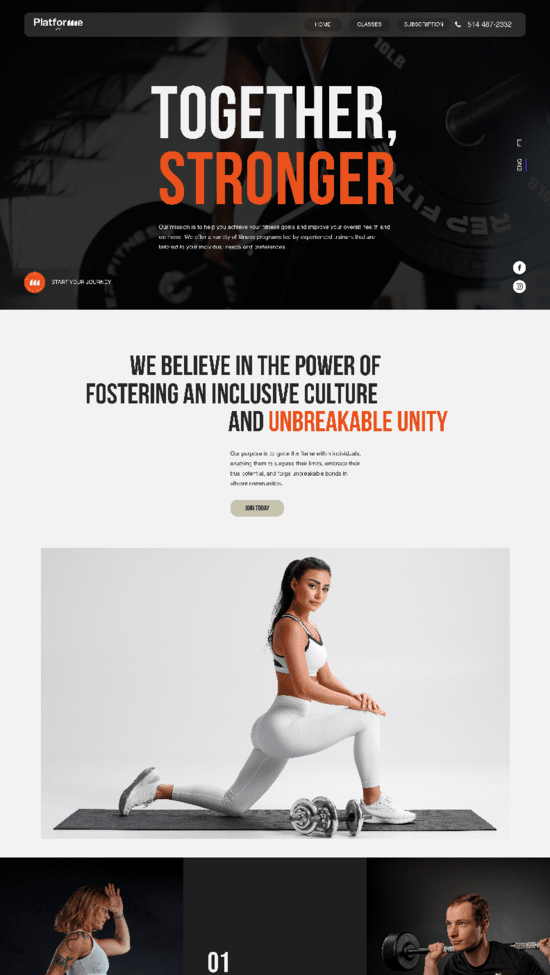 Platforme
HOME
CLASSES
SUBSCRIPTION
514 487-2332
10LB
TOGETHER,
STRONGER
REP FITNESS
FR
ENG
Our mission is to help you achieve your fitness goals and improve your overall health and
wellness. We offer a variety of fitness programs led by experienced trainers that are
tailored to your individual needs and preferences.
START YOUR JOURNEY
WE BELIEVE IN THE POWER OF
FOSTERING AN INCLUSIVE CULTURE
AND UNBREAKABLE UNITY
Our purpose is to ignite the flame within individuals,
enabling them to surpass their limits, embrace their
true potential, and forge unbreakable bonds in
vibrant communities.
JOIN TODAY
01